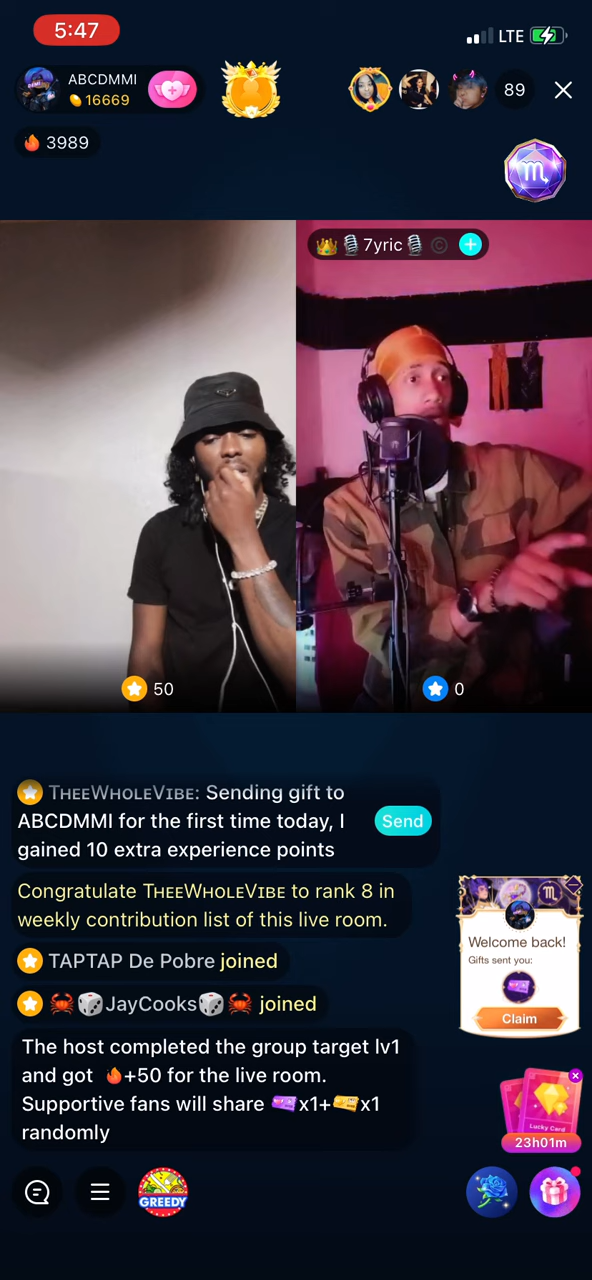 5:47
LTE
ABCDMMI
16669
89
3989
👑🎙️7yric🎙️ ©
50
0
TheeWholeVibe: Sending gift to
ABCDMMI for the first time today, I
gained 10 extra experience points
Send
Congratulate TheeWholeVibe to rank 8 in
weekly contribution list of this live room.
TAPTAP De Pobre joined
🦀🎲JayCooks🎲🦀 joined
The host completed the group target lv1
and got 🔥+50 for the live room.
Supportive fans will share x1+x1
randomly
Welcome back!
Gifts sent you:
Claim
Lucky Card
23h01m
GREEDY